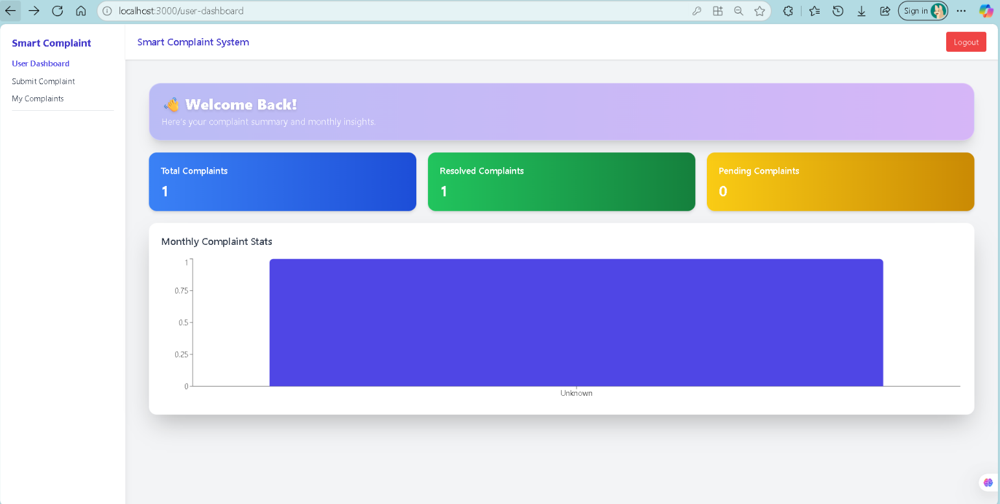 localhost:3000/user-dashboard
Sign in
Smart Complaint
User Dashboard
Submit Complaint
My Complaints
Smart Complaint System
Logout
👋 Welcome Back!
Here's your complaint summary and monthly insights.
Total Complaints
1
Resolved Complaints
1
Pending Complaints
0
Monthly Complaint Stats
1
0.75
0.5
0.25
0
Unknown